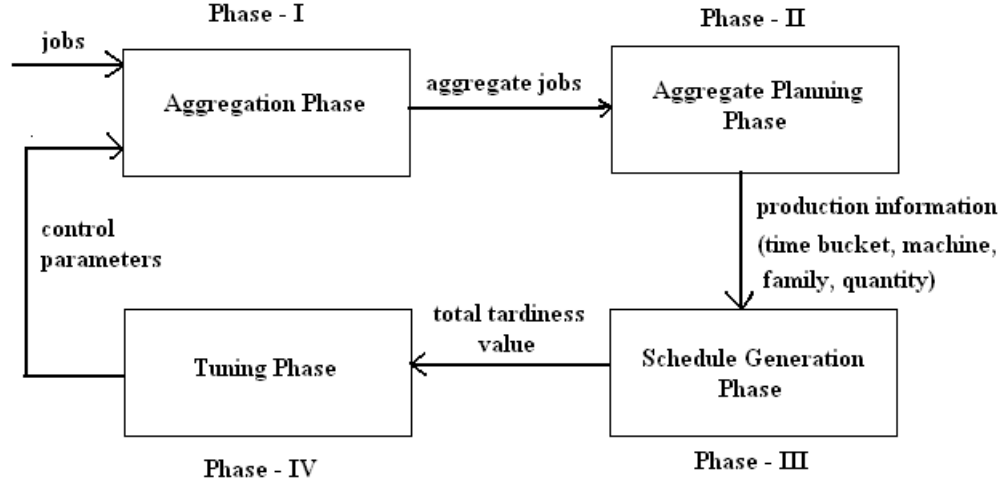 Phase - I
Phase - II
jobs
Aggregation Phase
aggregate jobs
Aggregate Planning
Phase
control
parameters
production information
(time bucket, machine,
family, quantity)
total tardiness
value
Tuning Phase
Schedule Generation
Phase
Phase - IV
Phase - III